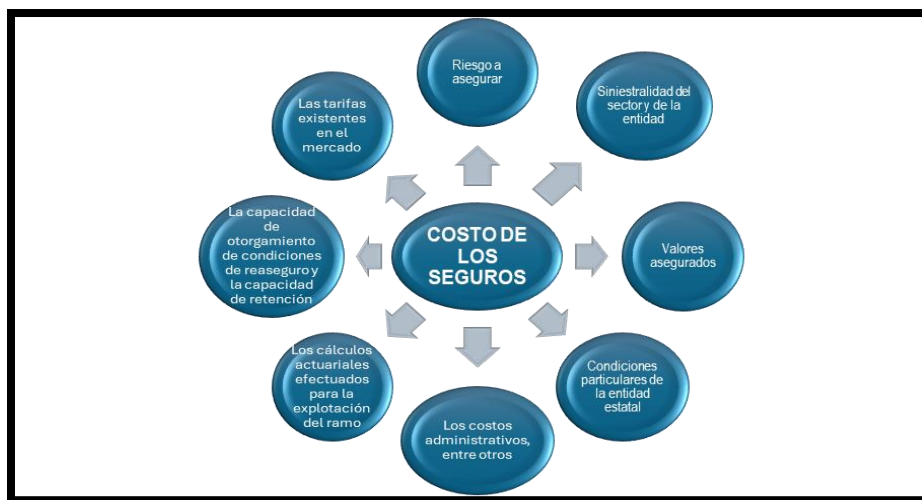 Riesgo a
asegurar
Siniestralidad del
sector y de la
entidad
Valores
asegurados
Condiciones
particulares de
la entidad
estatal
Los costos
administrativos,
entre otros
Los cálculos
actuariales
efectuados
para la
explotación
del ramo
La capacidad
de
otorgamiento
de condiciones
de reaseguro y
la capacidad
de retención
Las tarifas
existentes
en el
mercado
COSTO DE
LOS
SEGUROS